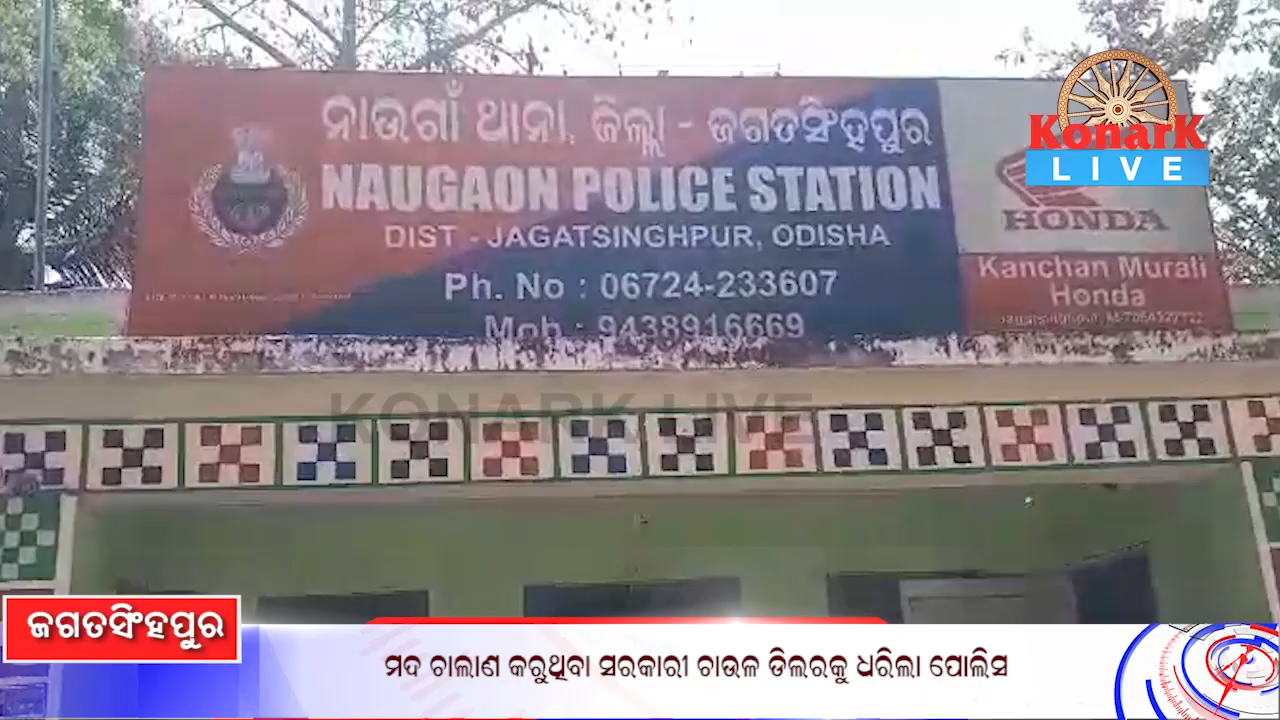 ନାଉଗାଁ ଥାନା, ଜିଲ୍ଲା - ଜଗତସିଂହପୁର
NAUGAON POLICE STATION
DIST - JAGATSINGHPUR, ODISHA
Ph. No : 06724-233607
Mob : 9438916669
KonarK
LIVE
HONDA
Kanchan Murali
Honda
KONARK LIVE
ଜଗତସିଂହପୁର
ମଦ ଚାଲାଣ କରୁଥିବା ସରକାରୀ ଚାଉଳ ଡିଲରକୁ ଧରିଲା ପୋଲିସ